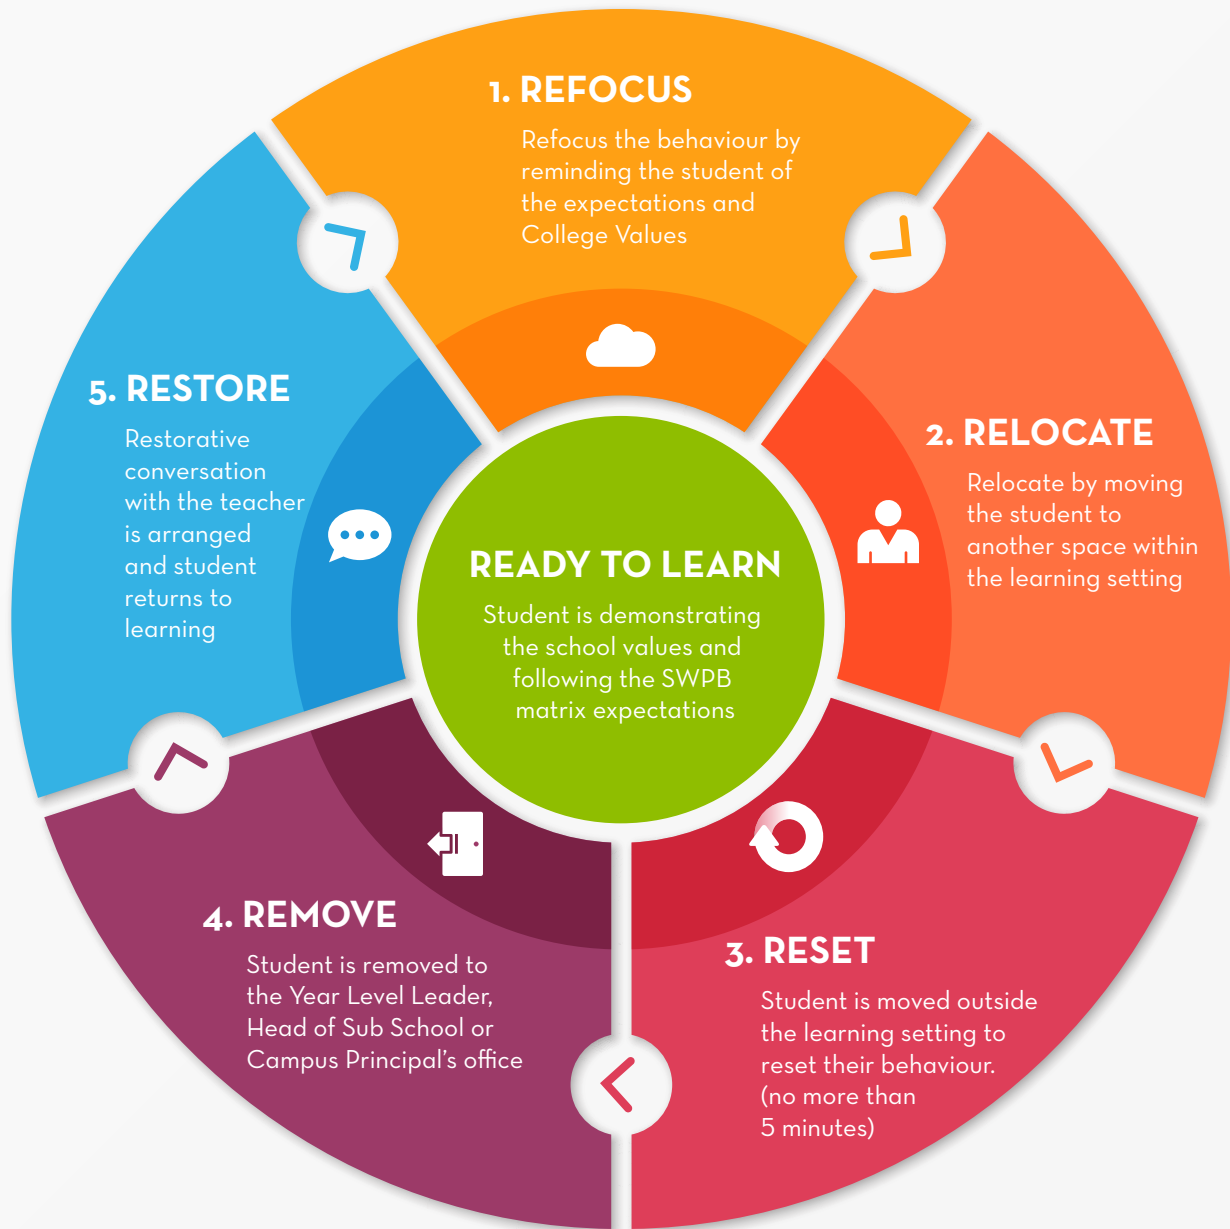 1. REFOCUS
Refocus the behaviour by
reminding the student of
the expectations and
College Values
2. RELOCATE
Relocate by moving
the student to
another space within
the learning setting
3. RESET
Student is moved outside
the learning setting to
reset their behaviour.
(no more than
5 minutes)
4. REMOVE
Student is removed to
the Year Level Leader,
Head of Sub School or
Campus Principal's office
5. RESTORE
Restorative
conversation
with the teacher
is arranged
and student
returns to
learning
READY TO LEARN
Student is demonstrating
the school values and
following the SWPB
matrix expectations